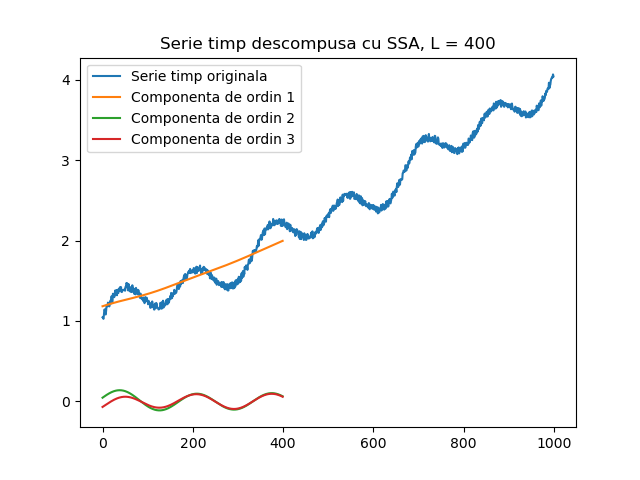 Serie timp descompusa cu SSA, L = 400
Serie timp originala
Componenta de ordin 1
Componenta de ordin 2
Componenta de ordin 3
4
3
2
1
0
0 200 400 600 800 1000